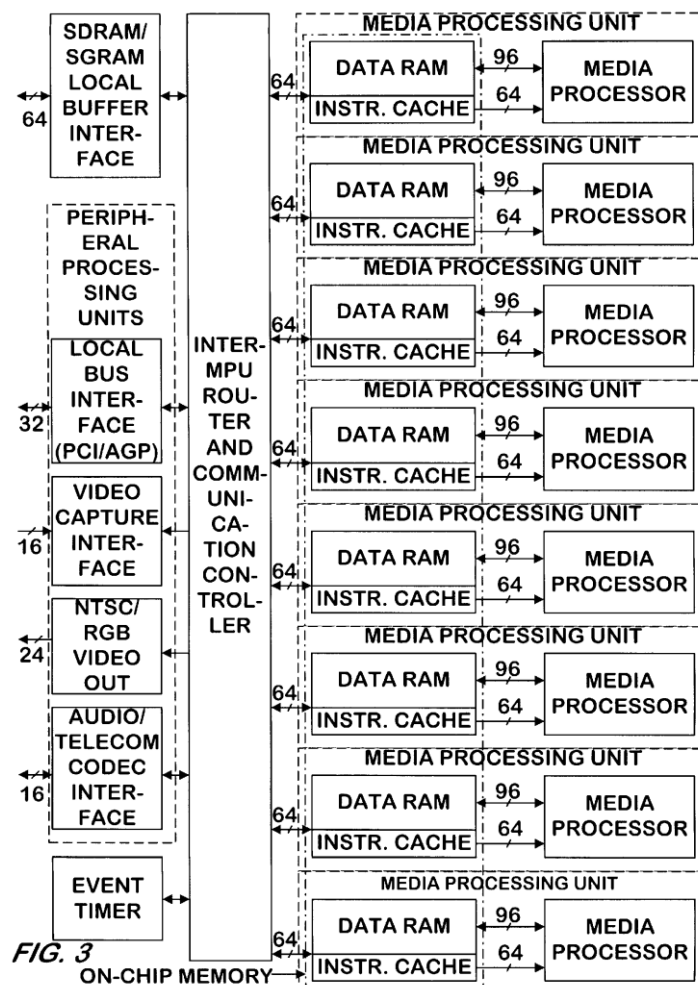 SDRAM/
SGRAM
LOCAL
BUFFER
INTER-
FACE
64
PERIPH-
ERAL
PROCES-
SING
UNITS
LOCAL
BUS
INTER-
FACE
(PCI/AGP)
32
VIDEO
CAPTURE
INTER-
FACE
16
NTSC/
RGB
VIDEO
OUT
24
AUDIO/
TELECOM
CODEC
INTER-
FACE
16
EVENT
TIMER
INTER-
MPU
ROU-
TER
AND
COMM-
UNI-
CA-
TION
CON-
TROL-
LER
MEDIA PROCESSING UNIT
64
DATA RAM
INSTR. CACHE
96
64
MEDIA
PROCESSOR
MEDIA PROCESSING UNIT
64
DATA RAM
INSTR. CACHE
96
64
MEDIA
PROCESSOR
MEDIA PROCESSING UNIT
64
DATA RAM
INSTR. CACHE
96
64
MEDIA
PROCESSOR
MEDIA PROCESSING UNIT
64
DATA RAM
INSTR. CACHE
96
64
MEDIA
PROCESSOR
MEDIA PROCESSING UNIT
64
DATA RAM
INSTR. CACHE
96
64
MEDIA
PROCESSOR
MEDIA PROCESSING UNIT
64
DATA RAM
INSTR. CACHE
96
64
MEDIA
PROCESSOR
MEDIA PROCESSING UNIT
64
DATA RAM
INSTR. CACHE
96
64
MEDIA
PROCESSOR
MEDIA PROCESSING UNIT
64
DATA RAM
INSTR. CACHE
96
64
MEDIA
PROCESSOR
FIG. 3
ON-CHIP MEMORY